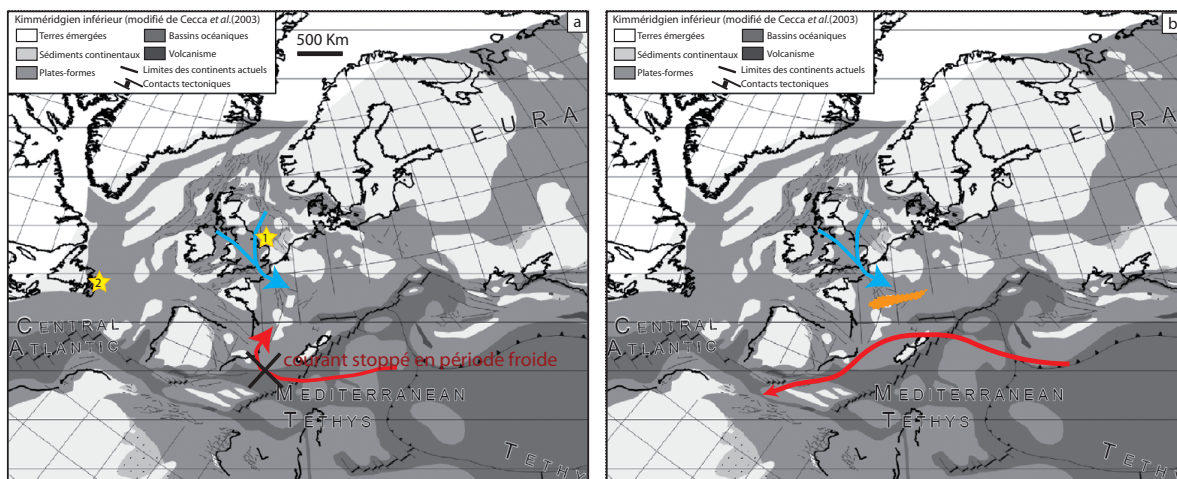 Kimméridgien inférieur (modifié de Cecca et al.(2003)
Terres émergées
Bassins océaniques
Sédiments continentaux
Volcanisme
Plates-formes
Limites des continents actuels
Contacts tectoniques
500 Km
a
EURA
1
2
CENTRAL
ATLANTIC
courant stoppé en période froide
MEDITERRANEAN
TETHYS
TETHY
Kimméridgien inférieur (modifié de Cecca et al.(2003)
Terres émergées
Bassins océaniques
Sédiments continentaux
Volcanisme
Plates-formes
Limites des continents actuels
Contacts tectoniques
b
EURA
CENTRAL
ATLANTIC
MEDITERRANEAN
TETHYS
TETHY